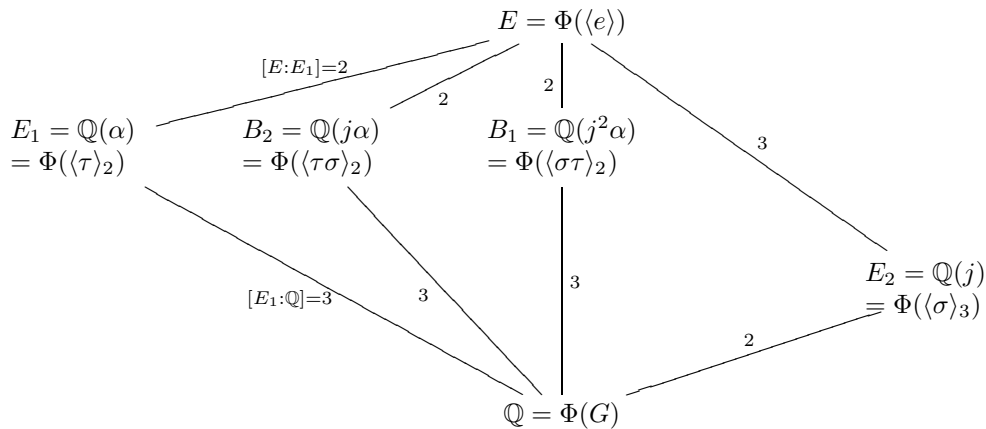 E = Φ(⟨e⟩)
[E:E₁]=2
2
2
3
E₁ = ℚ(α)
= Φ(⟨τ⟩₂)
B₂ = ℚ(jα)
= Φ(⟨τσ⟩₂)
B₁ = ℚ(j²α)
= Φ(⟨στ⟩₂)
E₂ = ℚ(j)
= Φ(⟨σ⟩₃)
[E₁:ℚ]=3
3
3
2
ℚ = Φ(G)